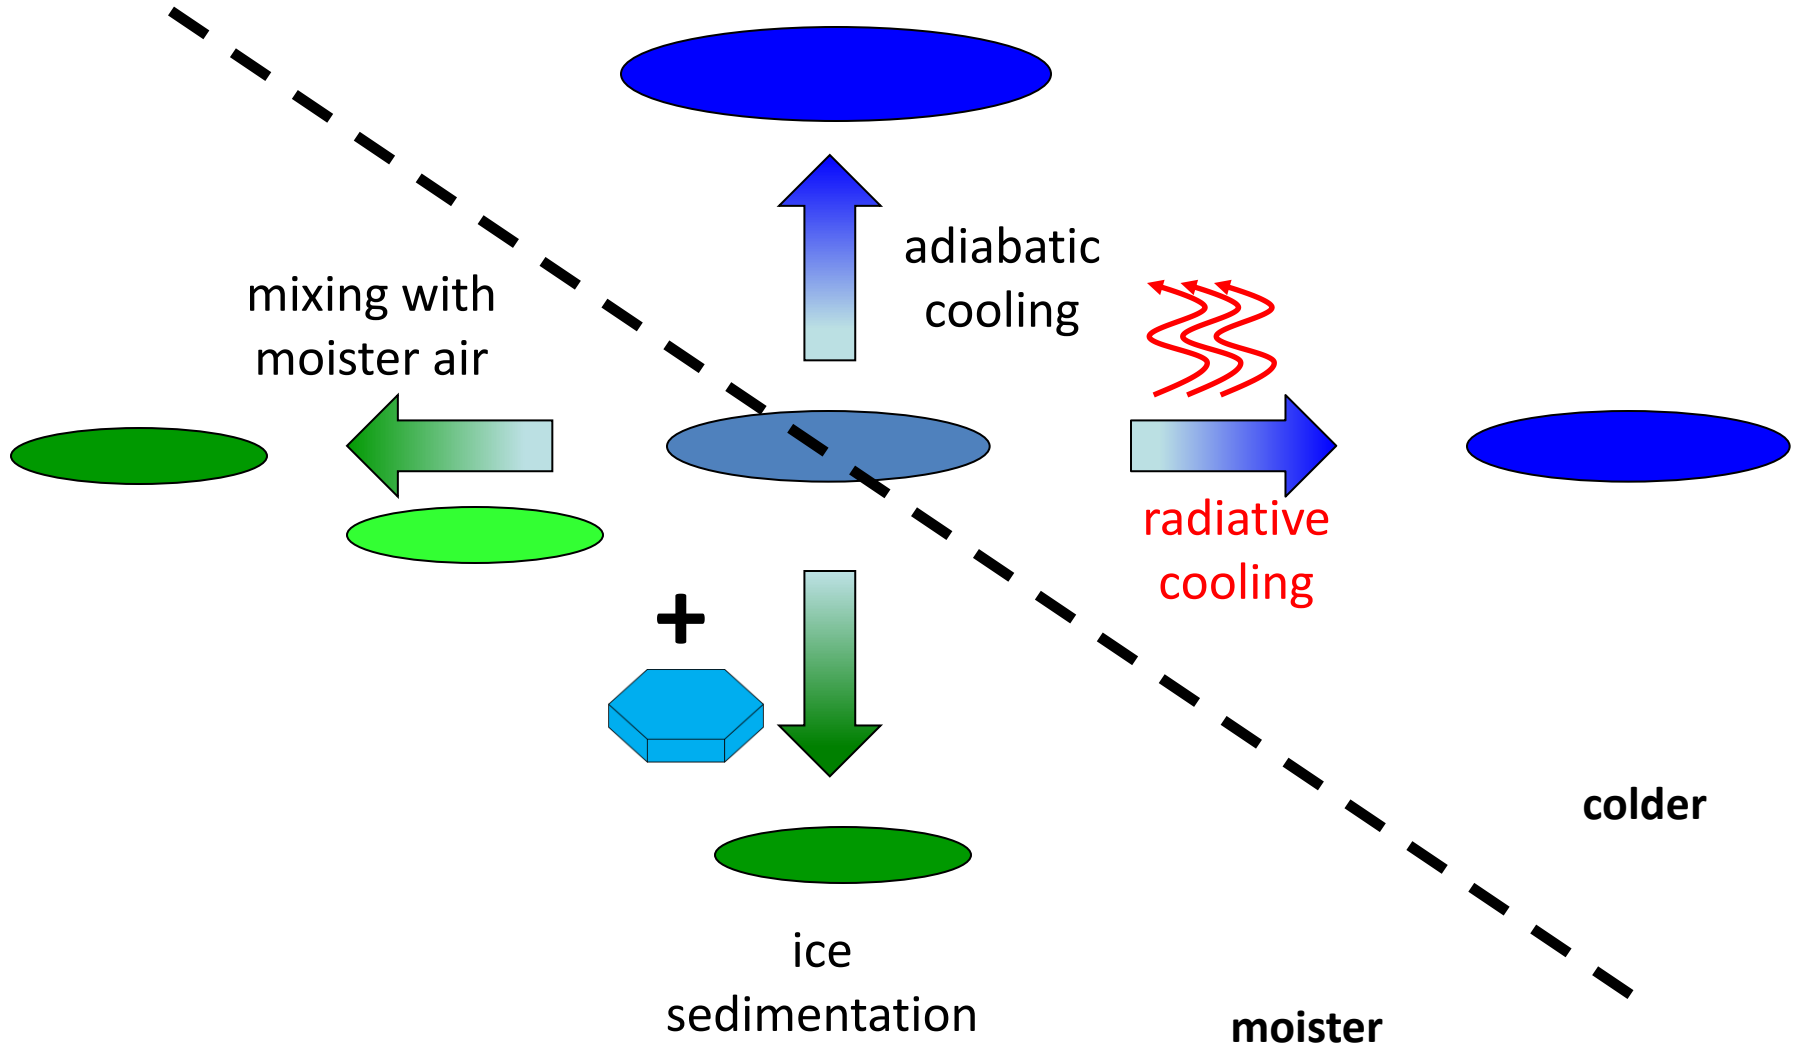 adiabatic
cooling
mixing with
moister air
radiative
cooling
+
colder
ice
sedimentation
moister